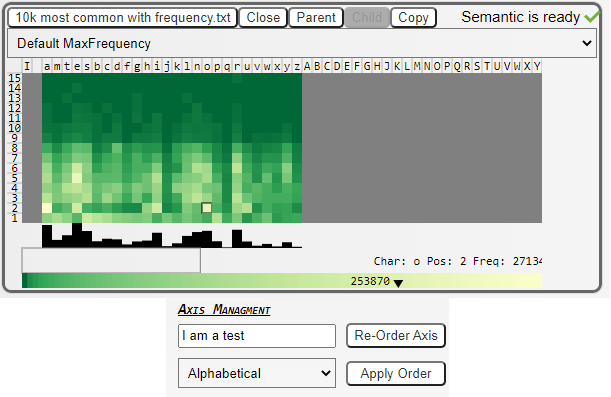 10k most common with frequency.txt Close Parent Child Copy Semantic is ready
Default MaxFrequency
I a m t e s b c d f g h i j k l n o p q r u v w x y z A B C D E F G H J K L M N O P Q R S T U V W X Y
15
14
13
12
11
10
9
8
7
6
5
4
3
2
1
Char: o Pos: 2 Freq: 27134
253870
Axis Managment
I am a test Re-Order Axis
Alphabetical Apply Order